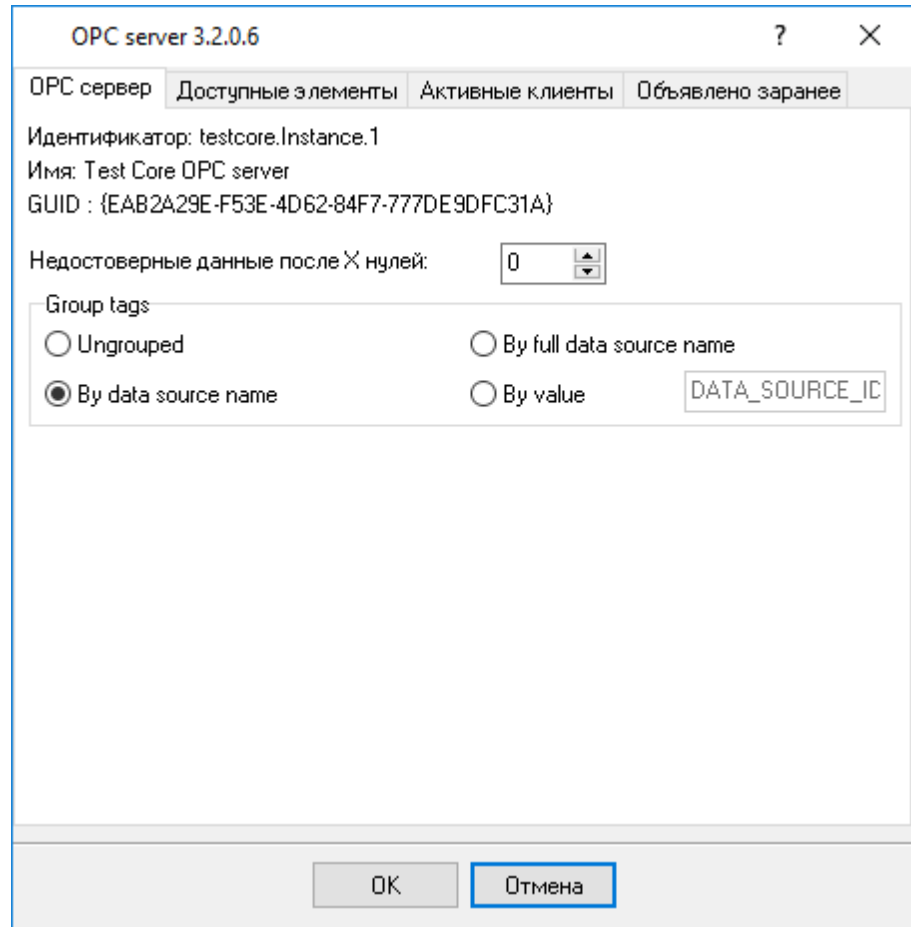 OPC server 3.2.0.6 ?
OPC сервер Доступные элементы Активные клиенты Объявлено заранее
Идентификатор: testcore.Instance.1
Имя: Test Core OPC server
GUID : {EAB2A29E-F53E-4D62-84F7-777DE9DFC31A}
Недостоверные данные после X нулей: 0
Group tags
Ungrouped By full data source name
By data source name By value DATA_SOURCE_ID
OK Отмена